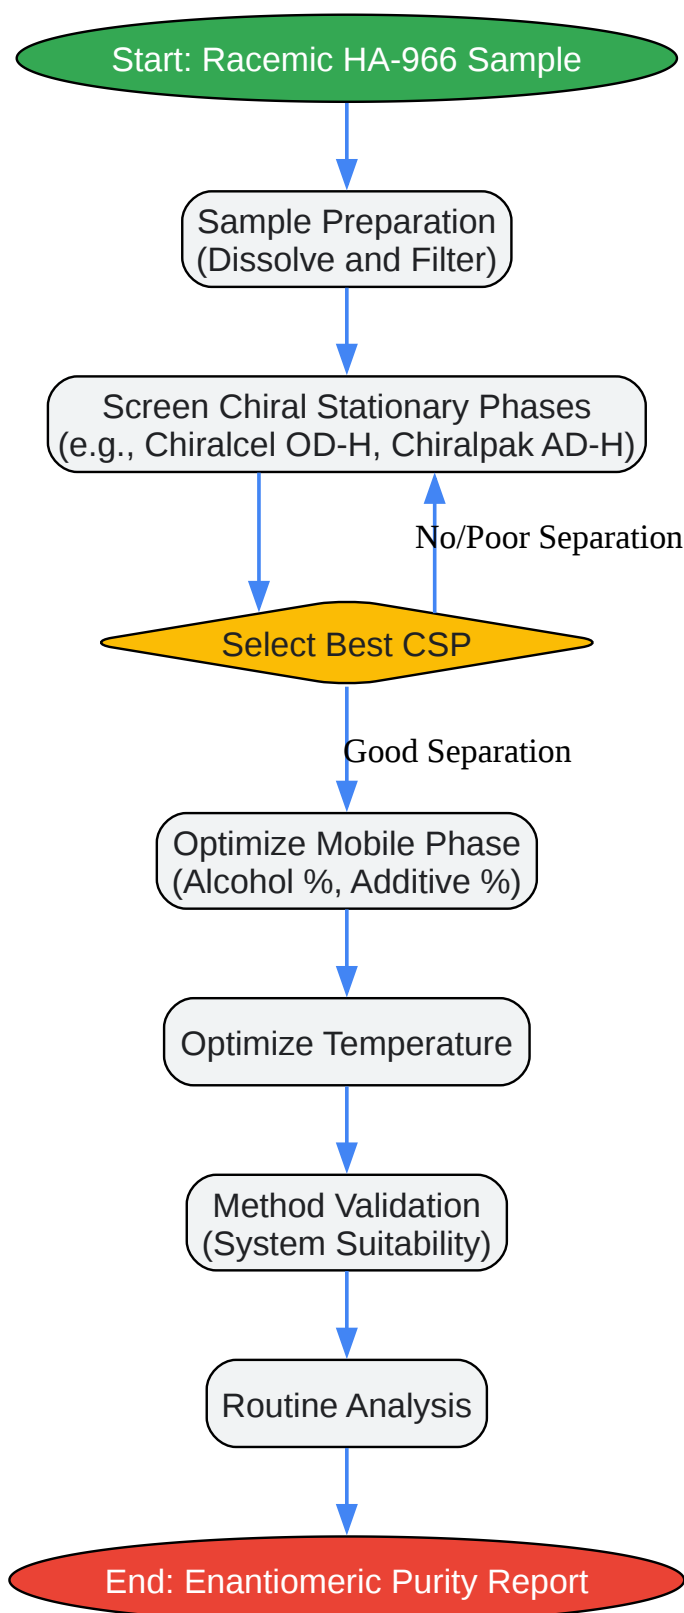 Start: Racemic HA-966 Sample
Sample Preparation
(Dissolve and Filter)
Screen Chiral Stationary Phases
(e.g., Chiralcel OD-H, Chiralpak AD-H)
No/Poor Separation
Select Best CSP
Good Separation
Optimize Mobile Phase
(Alcohol %, Additive %)
Optimize Temperature
Method Validation
(System Suitability)
Routine Analysis
End: Enantiomeric Purity Report